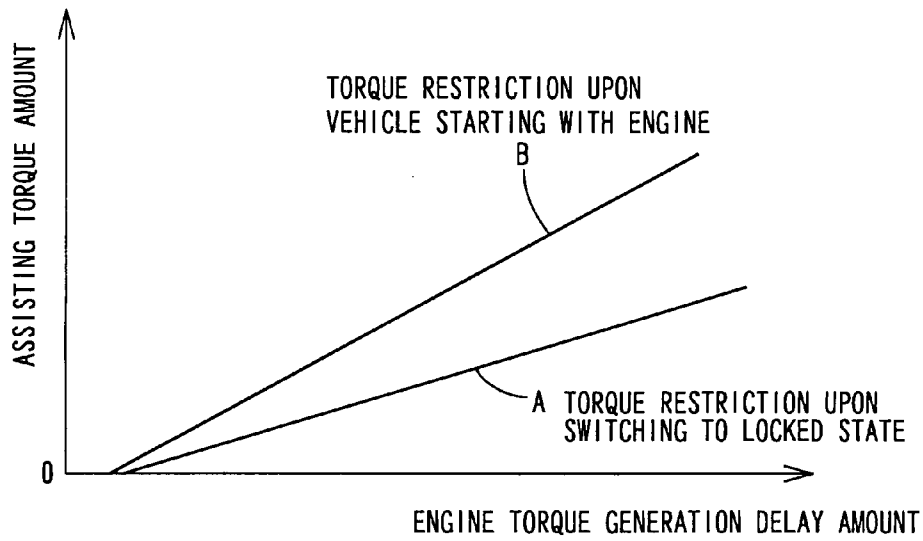 TORQUE RESTRICTION UPON
VEHICLE STARTING WITH ENGINE
B
ASSISTING TORQUE AMOUNT
A TORQUE RESTRICTION UPON
SWITCHING TO LOCKED STATE
0
ENGINE TORQUE GENERATION DELAY AMOUNT